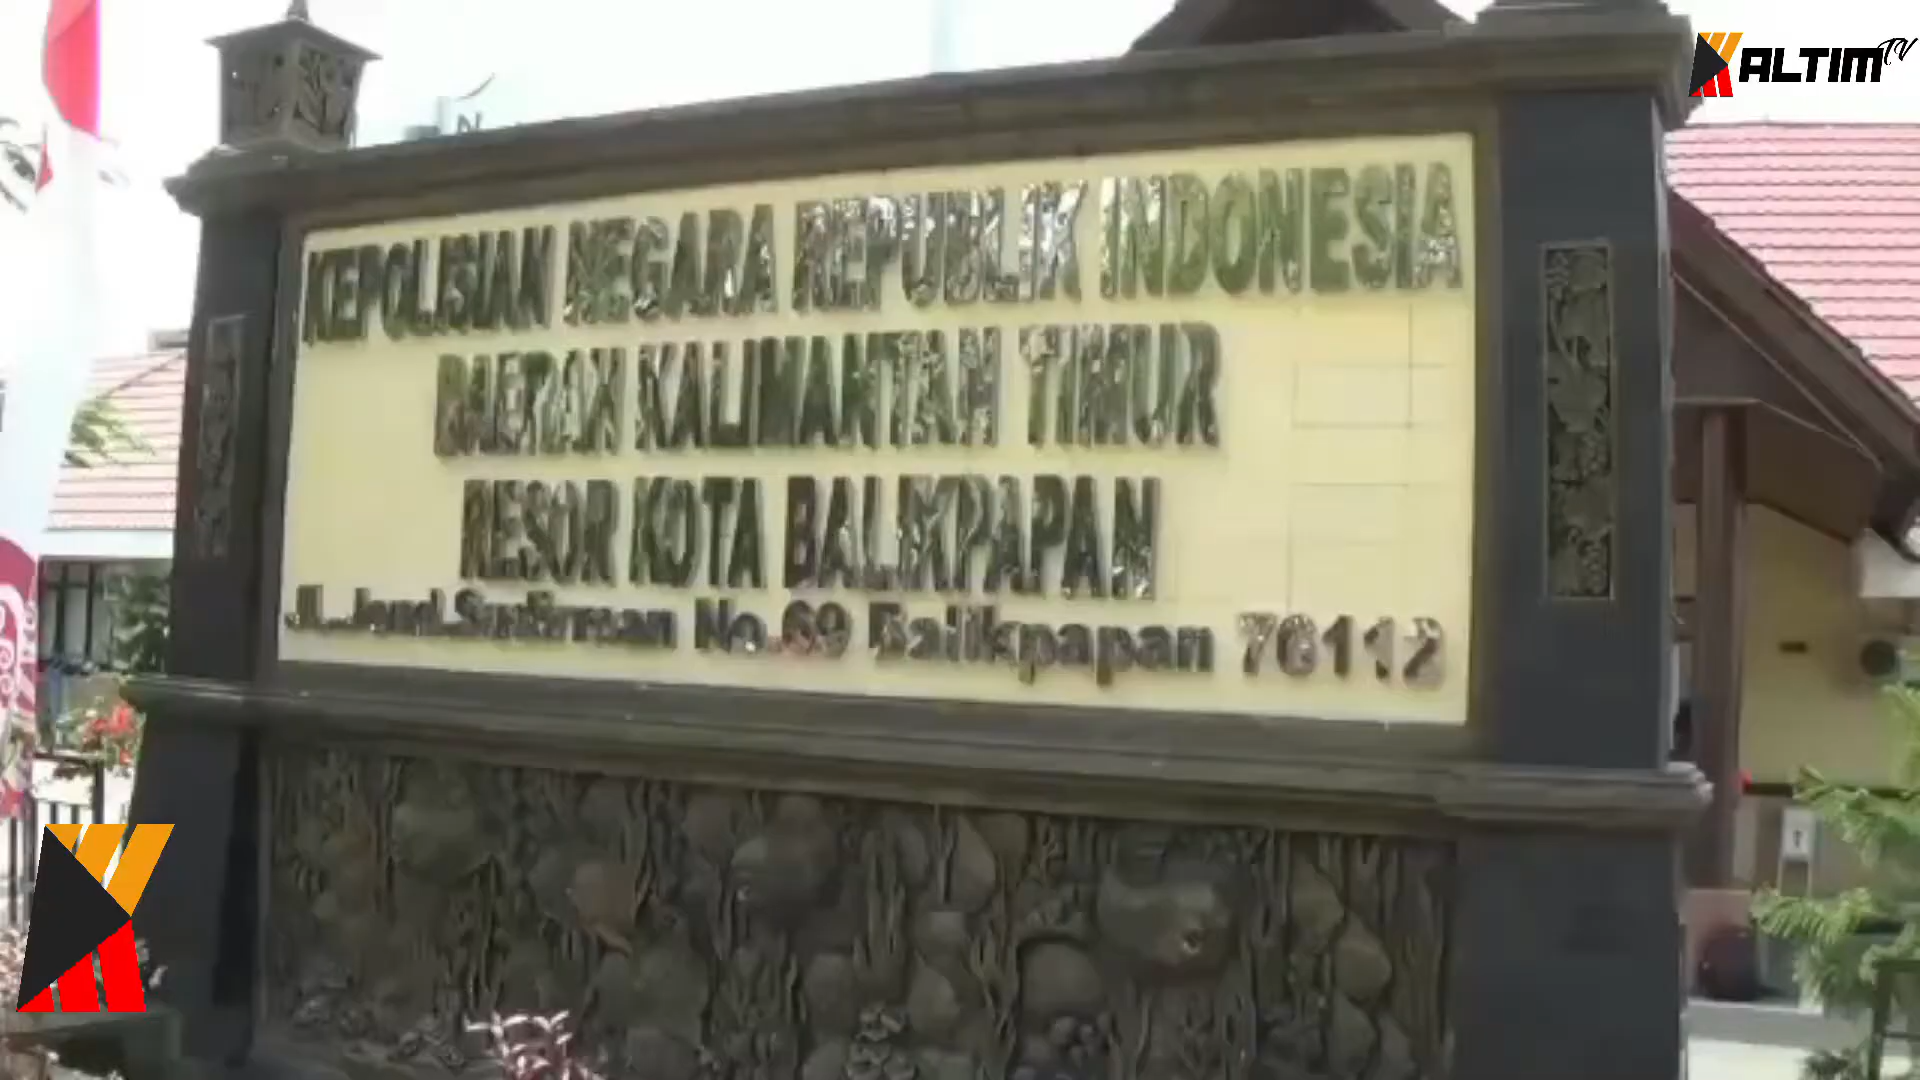 KALTIM TV
KEPOLISIAN NEGARA REPUBLIK INDONESIA
DAERAH KALIMANTAN TIMUR
RESOR KOTA BALIKPAPAN
JL. Jend. Sudirman No. 69 Balikpapan 76112